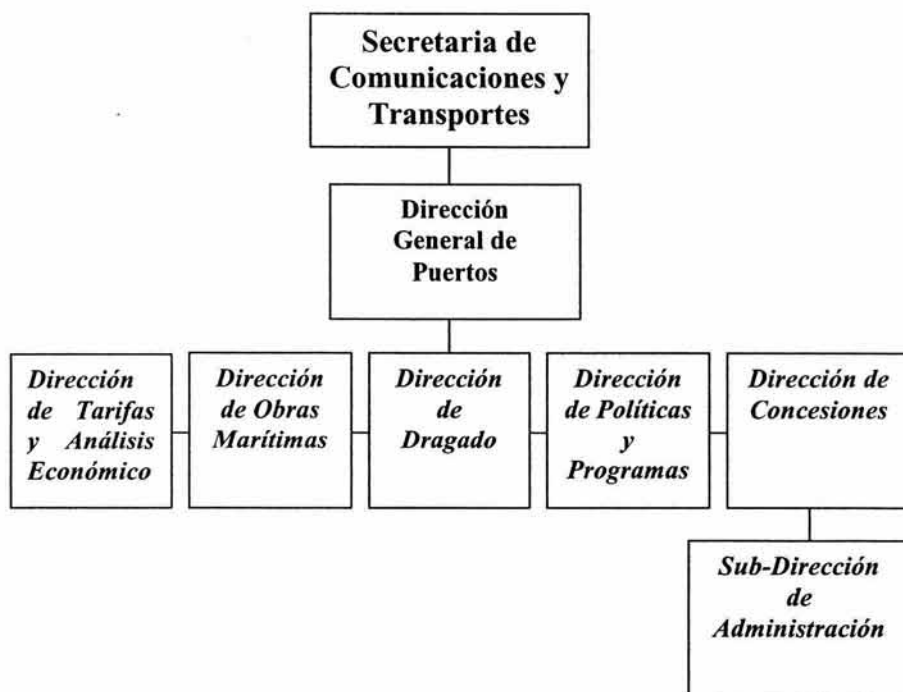 Secretaria de
Comunicaciones y
Transportes
Dirección
General de
Puertos
Dirección
de Tarifas
y Análisis
Económico
Dirección
de Obras
Marítimas
Dirección
de
Dragado
Dirección
de Políticas
y
Programas
Dirección de
Concesiones
Sub-Dirección
de
Administración